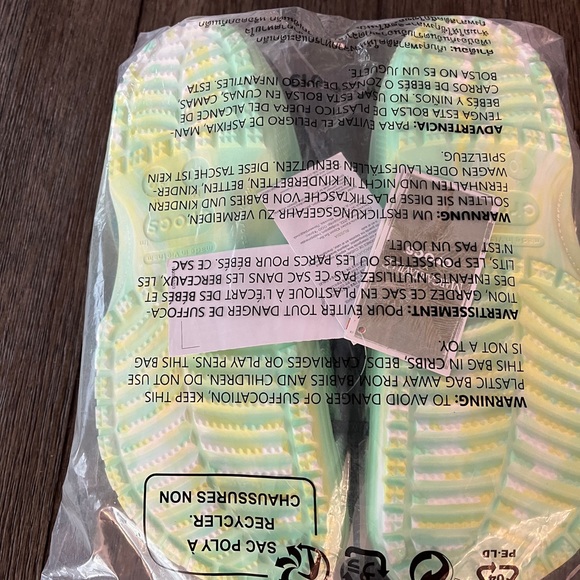 04
PE-LD
SAC POLY À
RECYCLER.
CHAUSSURES NON
WARNING: TO AVOID DANGER OF SUFFOCATION, KEEP THIS
PLASTIC BAG AWAY FROM BABIES AND CHILDREN. DO NOT USE
THIS BAG IN CRIBS, BEDS, CARRIAGES OR PLAY PENS. THIS BAG
IS NOT A TOY.
AVERTISSEMENT: POUR ÉVITER TOUT DANGER DE SUFFOCA-
TION, GARDEZ CE SAC EN PLASTIQUE À L'ÉCART DES BÉBÉS ET
DES ENFANTS. N'UTILISEZ PAS CE SAC DANS LES BERCEAUX, LES
LITS, LES POUSSETTES OU LES PARCS POUR BÉBÉS. CE SAC
N'EST PAS UN JOUET.
WARNUNG: UM ERSTICKUNGSGEFAHR ZU VERMEIDEN,
SOLLTEN SIE DIESE PLASTIKTASCHE VON BABIES UND KINDERN
FERNHALTEN UND NICHT IN KINDERBETTEN, BETTEN, KINDER-
WAGEN ODER LAUFSTÄLLEN BENUTZEN. DIESE TASCHE IST KEIN
SPIELZEUG.
ADVERTENCIA: PARA EVITAR EL PELIGRO DE ASFIXIA, MAN-
TENGA ESTA BOLSA DE PLÁSTICO FUERA DEL ALCANCE DE
BEBÉS Y NIÑOS. NO USAR ESTA BOLSA EN CUNAS, CAMAS,
CARROS DE BEBÉS O ZONAS DE JUEGO INFANTILES. ESTA
BOLSA NO ES UN JUGUETE.